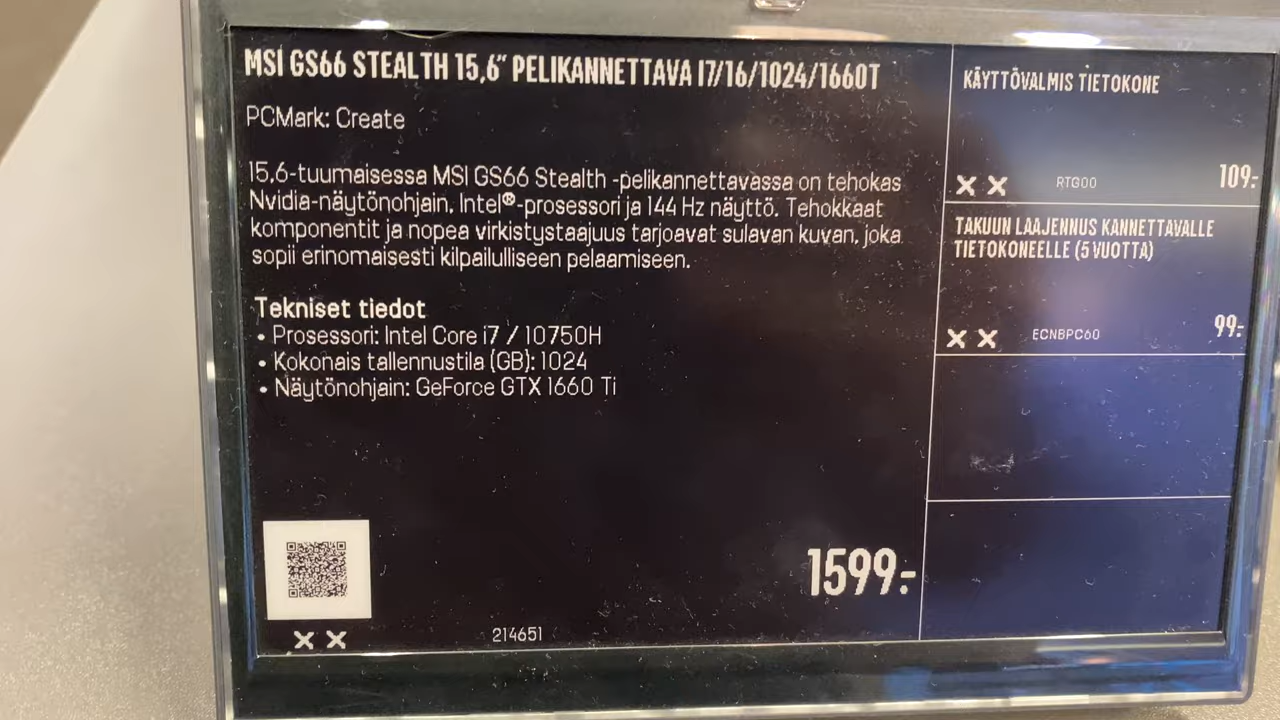 MSI GS66 STEALTH 15,6" PELIKANNETTAVA I7/16/1024/1660T
PCMark: Create
15,6-tuumaisessa MSI GS66 Stealth -pelikannettavassa on tehokas
Nvidia-näytönohjain, Intel®-prosessori ja 144 Hz näyttö. Tehokkaat
komponentit ja nopea virkistystaajuus tarjoavat sulavan kuvan, joka
sopii erinomaisesti kilpailulliseen pelaamiseen.
Tekniset tiedot
• Prosessori: Intel Core i7 / 10750H
• Kokonais tallennustila (GB): 1024
• Näytönohjain: GeForce GTX 1660 Ti
1599:-
X X
214651
KÄYTTÖVALMIS TIETOKONE
109:-
X X RTG00
TAKUUN LAAJENNUS KANNETTAVALLE
TIETOKONEELLE (5 VUOTTA)
99:-
X X ECNBPC60